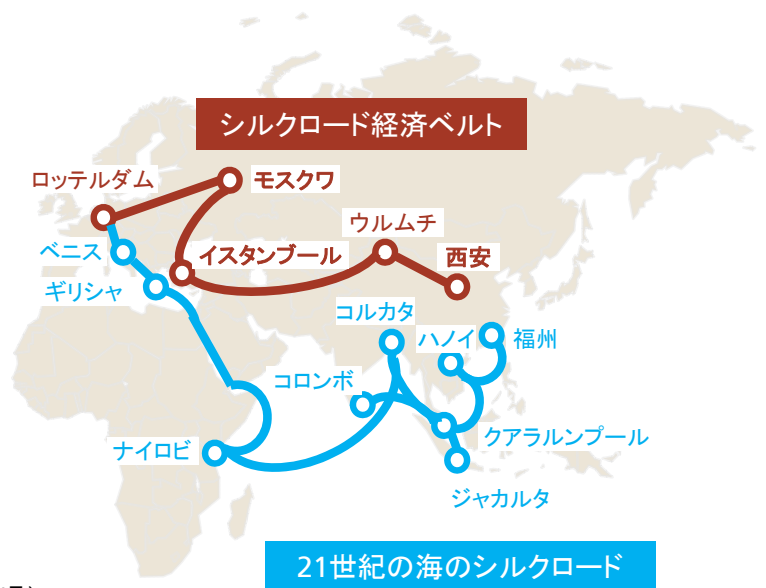 シルクロード経済ベルト
ロッテルダム
モスクワ
ウルムチ
ベニス
イスタンブール
西安
ギリシャ
コルカタ
ハノイ
福州
コロンボ
ナイロビ
クアラルンプール
ジャカルタ
21世紀の海のシルクロード